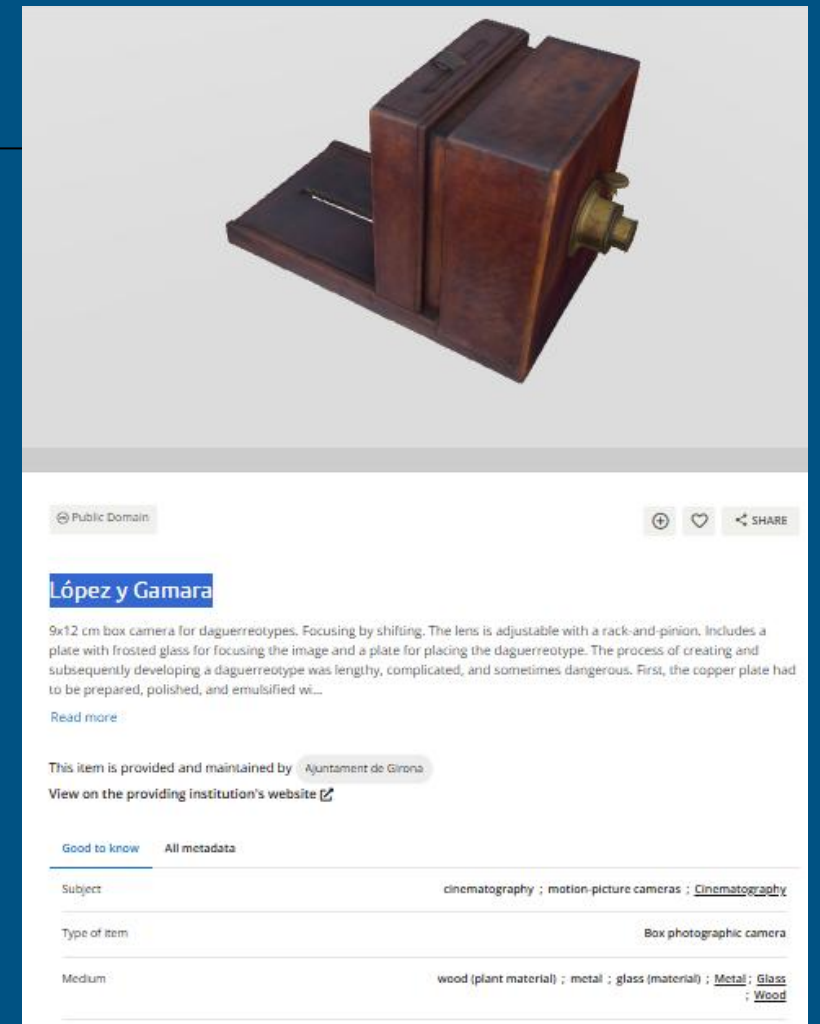 Public Domain
SHARE
López y Gamara
9x12 cm box camera for daguerreotypes. Focusing by shifting. The lens is adjustable with a rack-and-pinion. Includes a
plate with frosted glass for focusing the image and a plate for placing the daguerreotype. The process of creating and
subsequently developing a daguerreotype was lengthy, complicated, and sometimes dangerous. First, the copper plate had
to be prepared, polished, and emulsified wi...
Read more
This item is provided and maintained by Ajuntament de Girona
View on the providing institution's website
Good to know All metadata
Subject cinematography ; motion-picture cameras ; Cinematography
Type of item Box photographic camera
Medium wood (plant material) ; metal ; glass (material) ; Metal ; Glass
; Wood